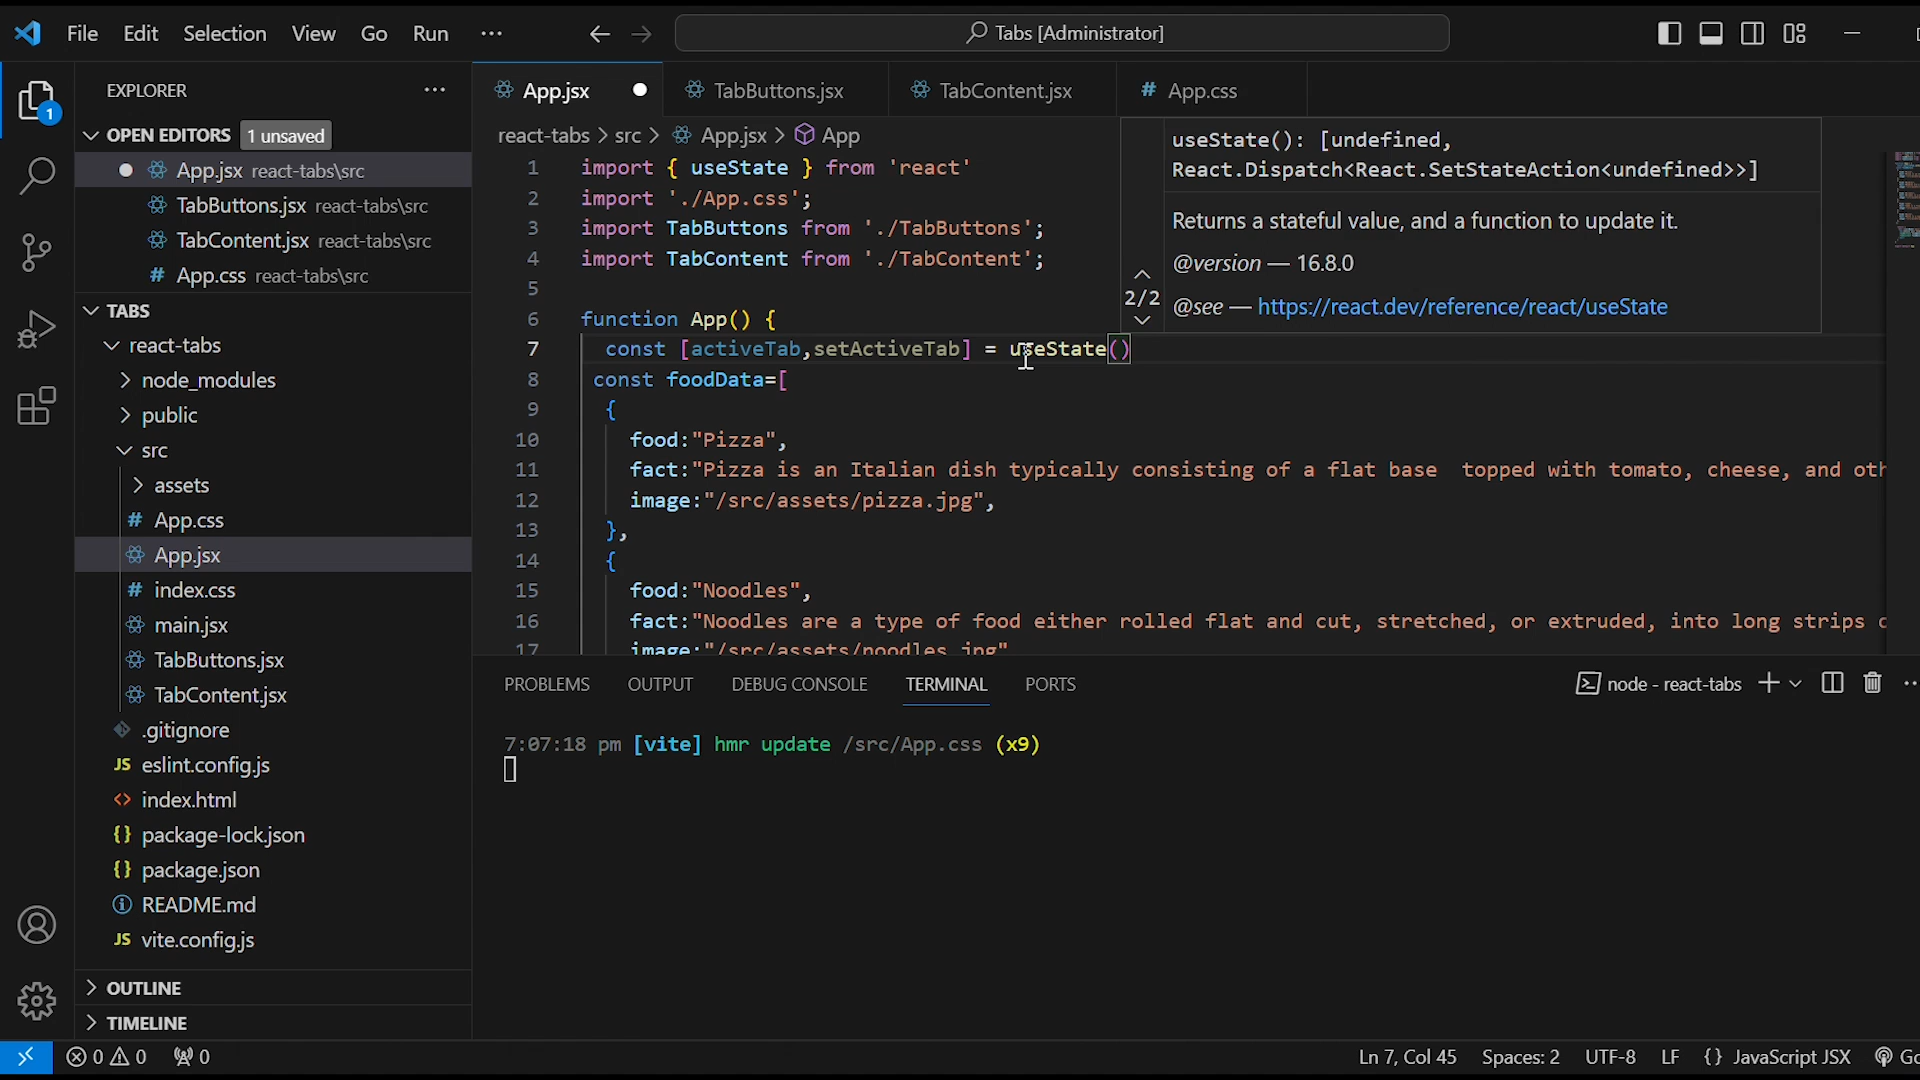 File Edit Selection View Go Run ··· Tabs [Administrator]
EXPLORER ···
OPEN EDITORS 1 unsaved
App.jsx react-tabs\src
TabButtons.jsx react-tabs\src
TabContent.jsx react-tabs\src
# App.css react-tabs\src
TABS
react-tabs
node_modules
public
src
assets
# App.css
App.jsx
# index.css
main.jsx
TabButtons.jsx
TabContent.jsx
.gitignore
JS eslint.config.js
<> index.html
{} package-lock.json
{} package.json
README.md
JS vite.config.js
OUTLINE
TIMELINE
1
App.jsx TabButtons.jsx TabContent.jsx # App.css
react-tabs > src > App.jsx > App
1 import { useState } from 'react'
2 import './App.css';
3 import TabButtons from './TabButtons';
4 import TabContent from './TabContent';
5
6 function App() {
7 const [activeTab,setActiveTab] = useState()
8 const foodData=[
9 {
10 food:"Pizza",
11 fact:"Pizza is an Italian dish typically consisting of a flat base  topped with tomato, cheese, and oth
12 image:"/src/assets/pizza.jpg",
13 },
14 {
15 food:"Noodles",
16 fact:"Noodles are a type of food either rolled flat and cut, stretched, or extruded, into long strips
17 image:"/src/assets/noodles.jpg"
2/2
useState(): [undefined,
React.Dispatch<React.SetStateAction<undefined>>]
Returns a stateful value, and a function to update it.
@version — 16.8.0
@see — https://react.dev/reference/react/useState
PROBLEMS OUTPUT DEBUG CONSOLE TERMINAL PORTS node - react-tabs
7:07:18 pm [vite] hmr update /src/App.css (x9)
0 0 0 Ln 7, Col 45 Spaces: 2 UTF-8 LF {} JavaScript JSX